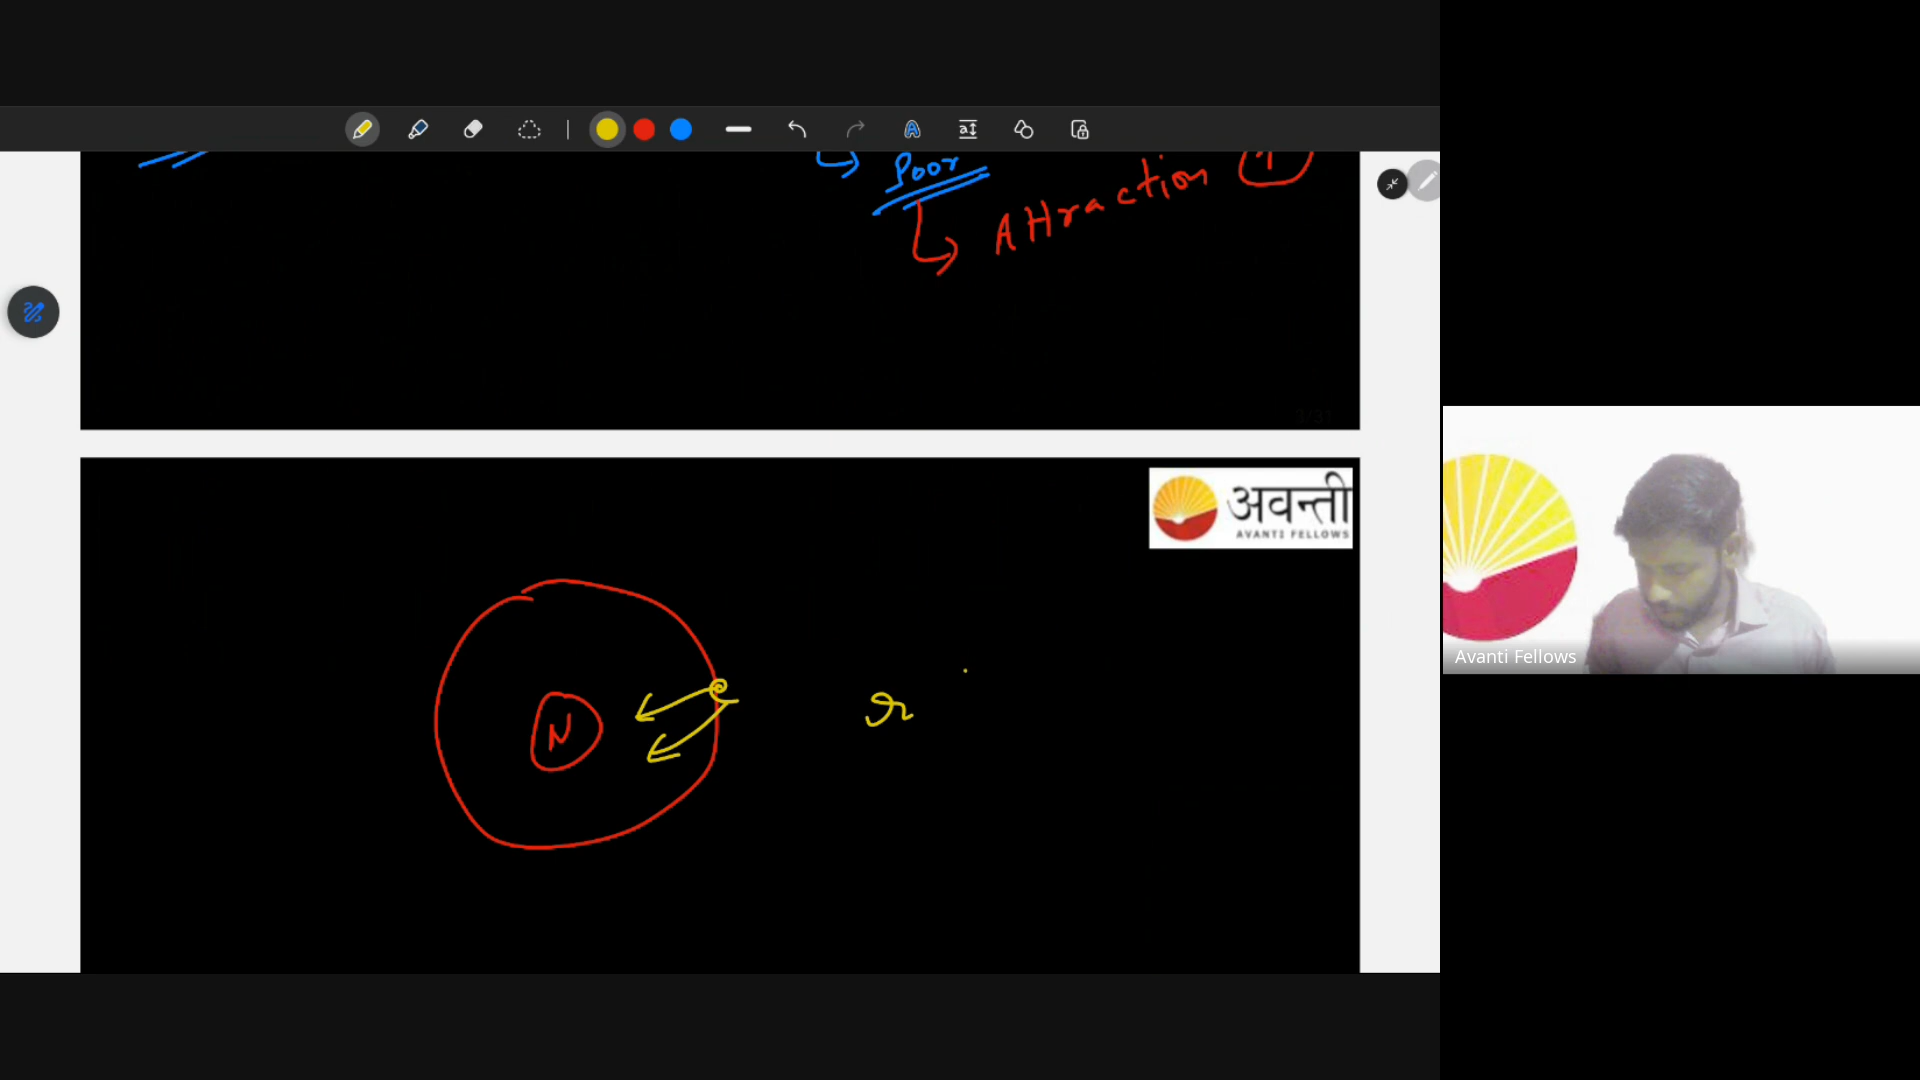 Poor
Attraction ↑
अवन्ती
AVANTI FELLOWS
N
r
Avanti Fellows